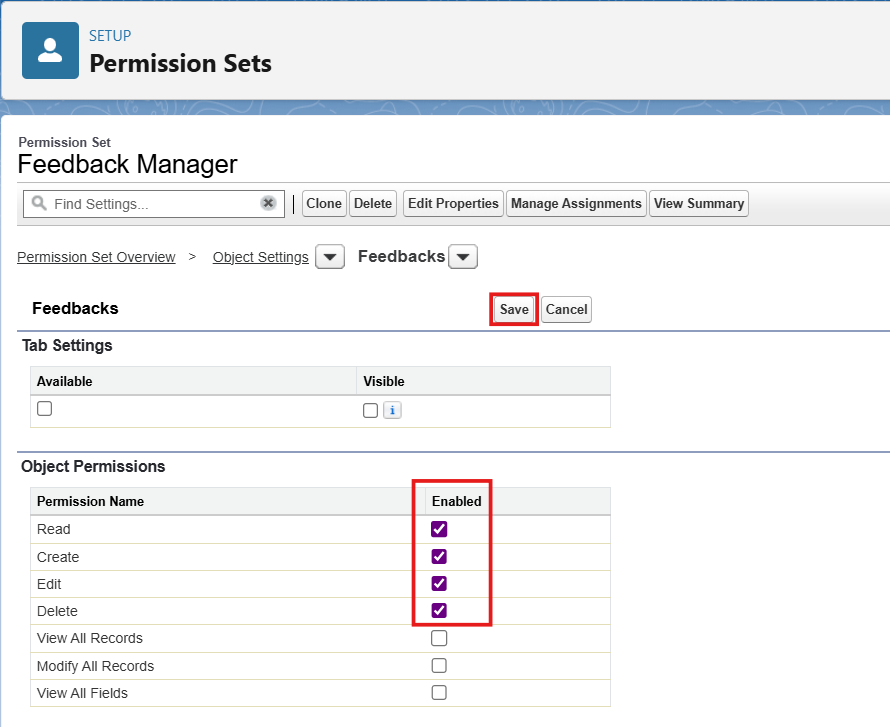 SETUP
Permission Sets
Permission Set
Feedback Manager
Find Settings... Clone Delete Edit Properties Manage Assignments View Summary
Permission Set Overview > Object Settings Feedbacks
Feedbacks Save Cancel
Tab Settings
Available Visible
i
Object Permissions
Permission Name Enabled
Read
Create
Edit
Delete
View All Records
Modify All Records
View All Fields